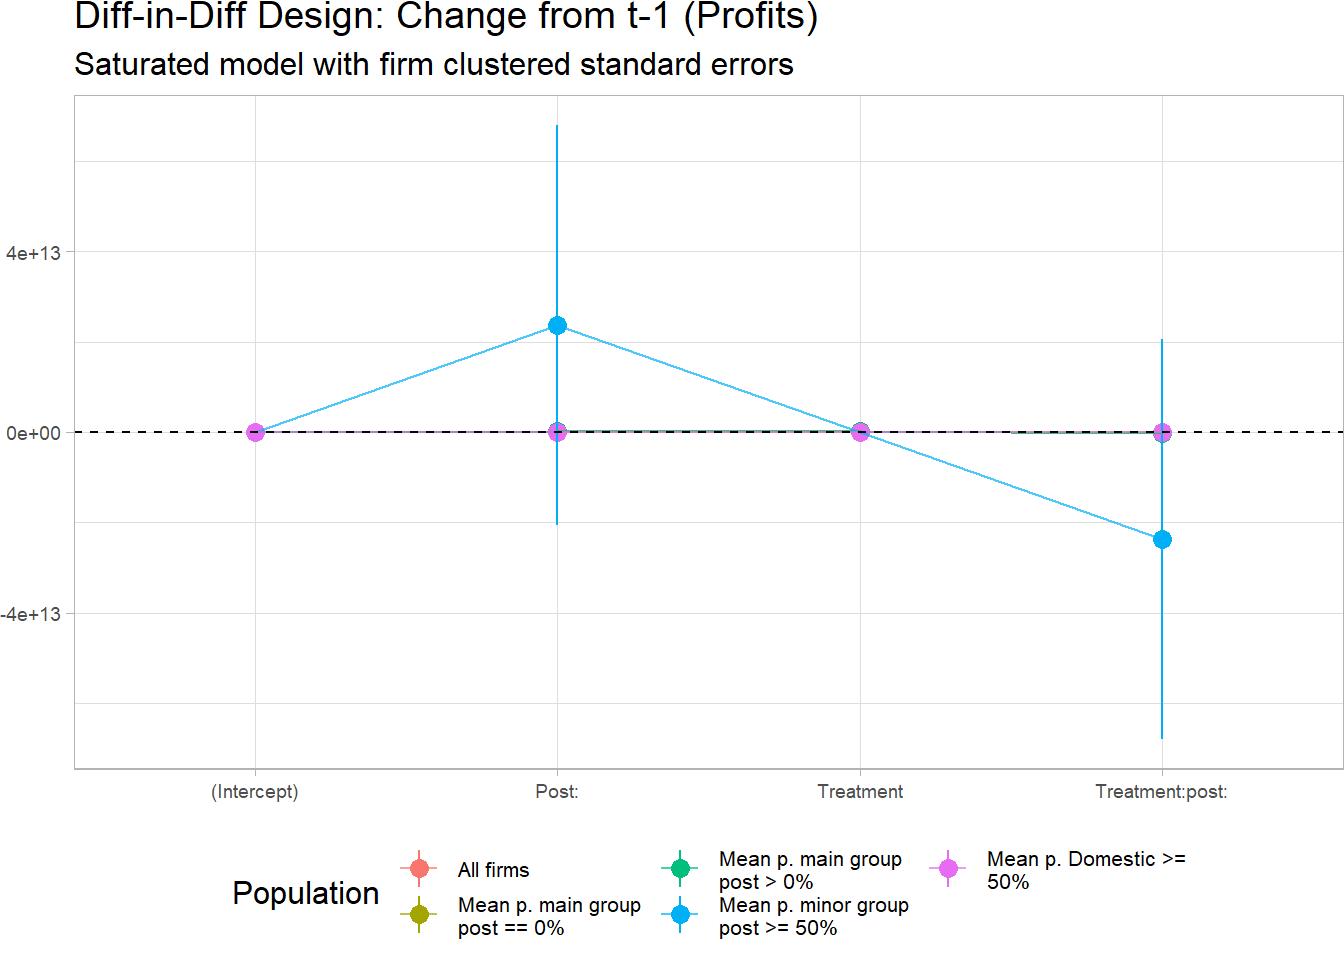 Diff-in-Diff Design: Change from t-1 (Profits)
Saturated model with firm clustered standard errors
4e+13
0e+00
-4e+13
(Intercept)
Post:
Treatment
Treatment:post:
Population
All firms
Mean p. main group
post == 0%
Mean p. main group
post > 0%
Mean p. minor group
post >= 50%
Mean p. Domestic >=
50%